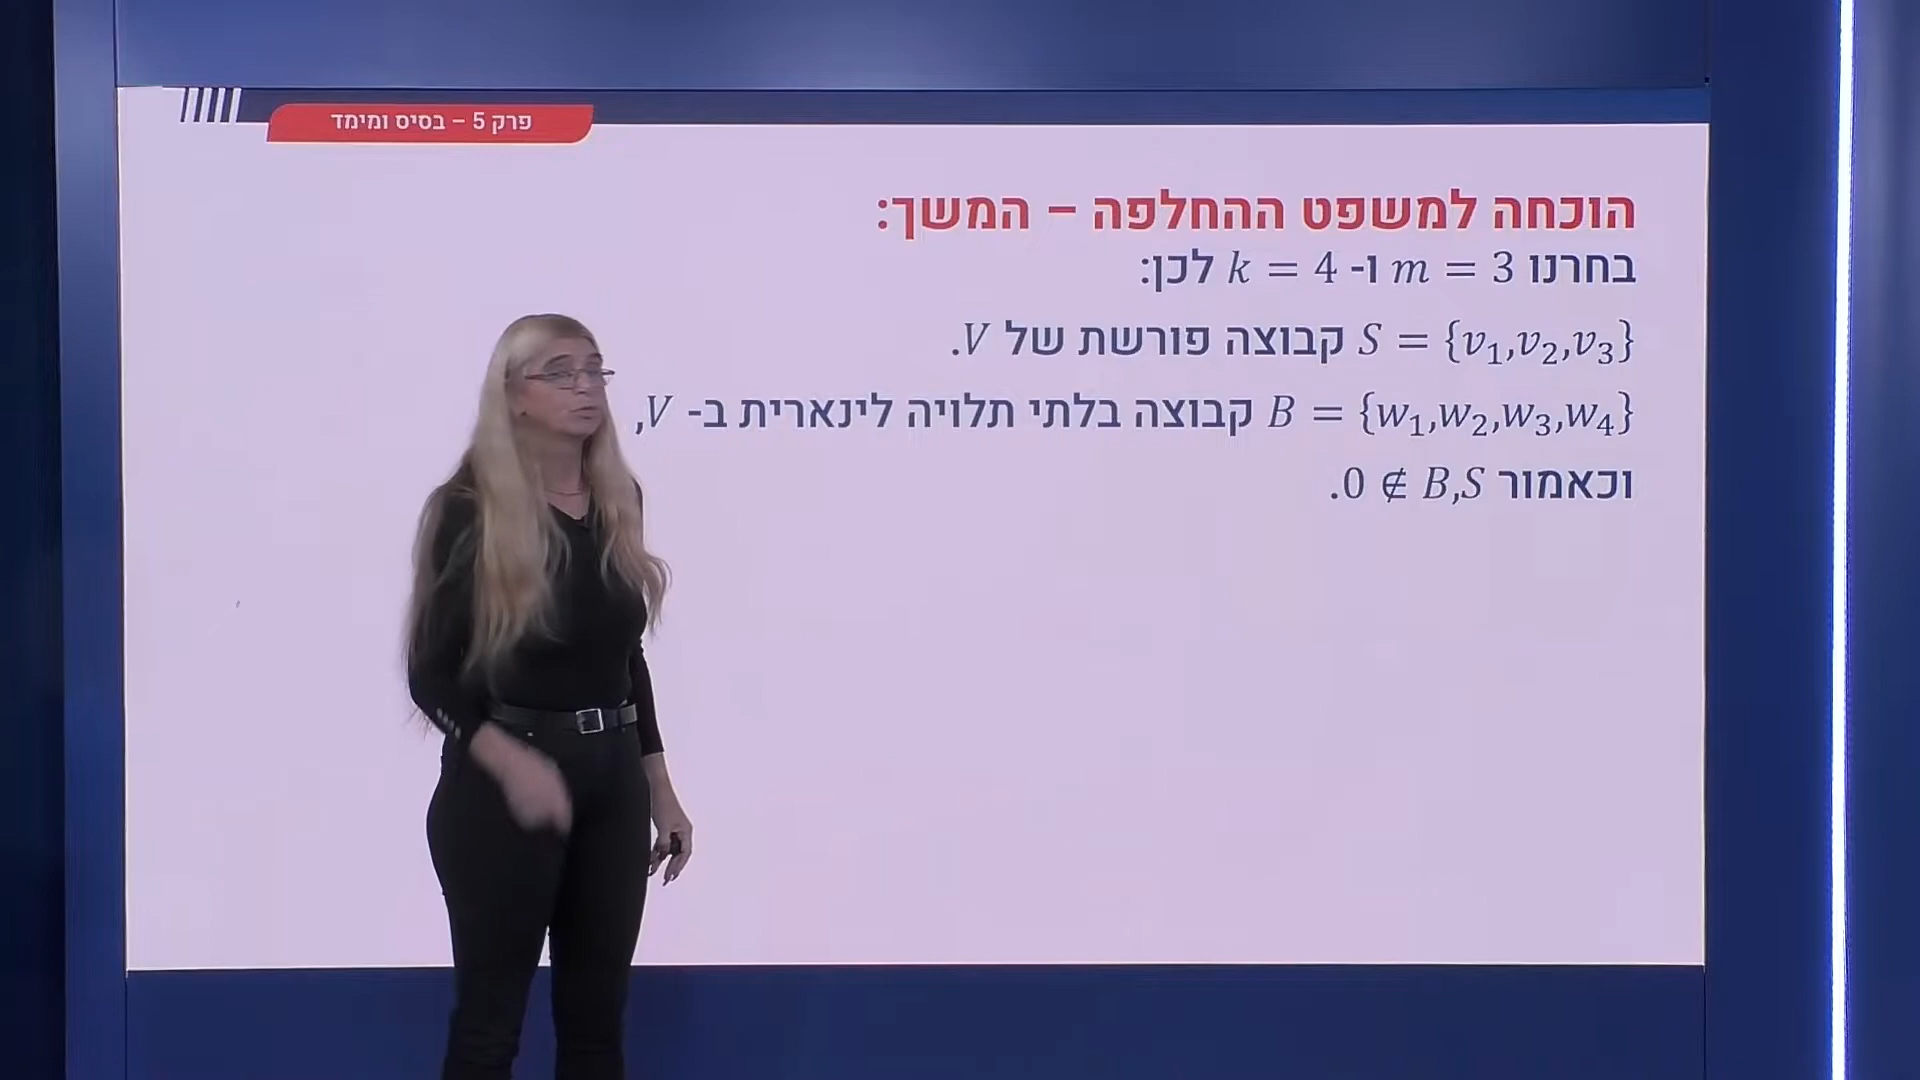 פרק 5 – בסיס ומימד
הוכחה למשפט ההחלפה – המשך:
בחרנו m = 3 ו- k = 4 לכן:
S = {v₁,v₂,v₃} קבוצה פורשת של V.
B = {w₁,w₂,w₃,w₄} קבוצה בלתי תלויה לינארית ב- V,
וכאמור 0 ∉ B,S.